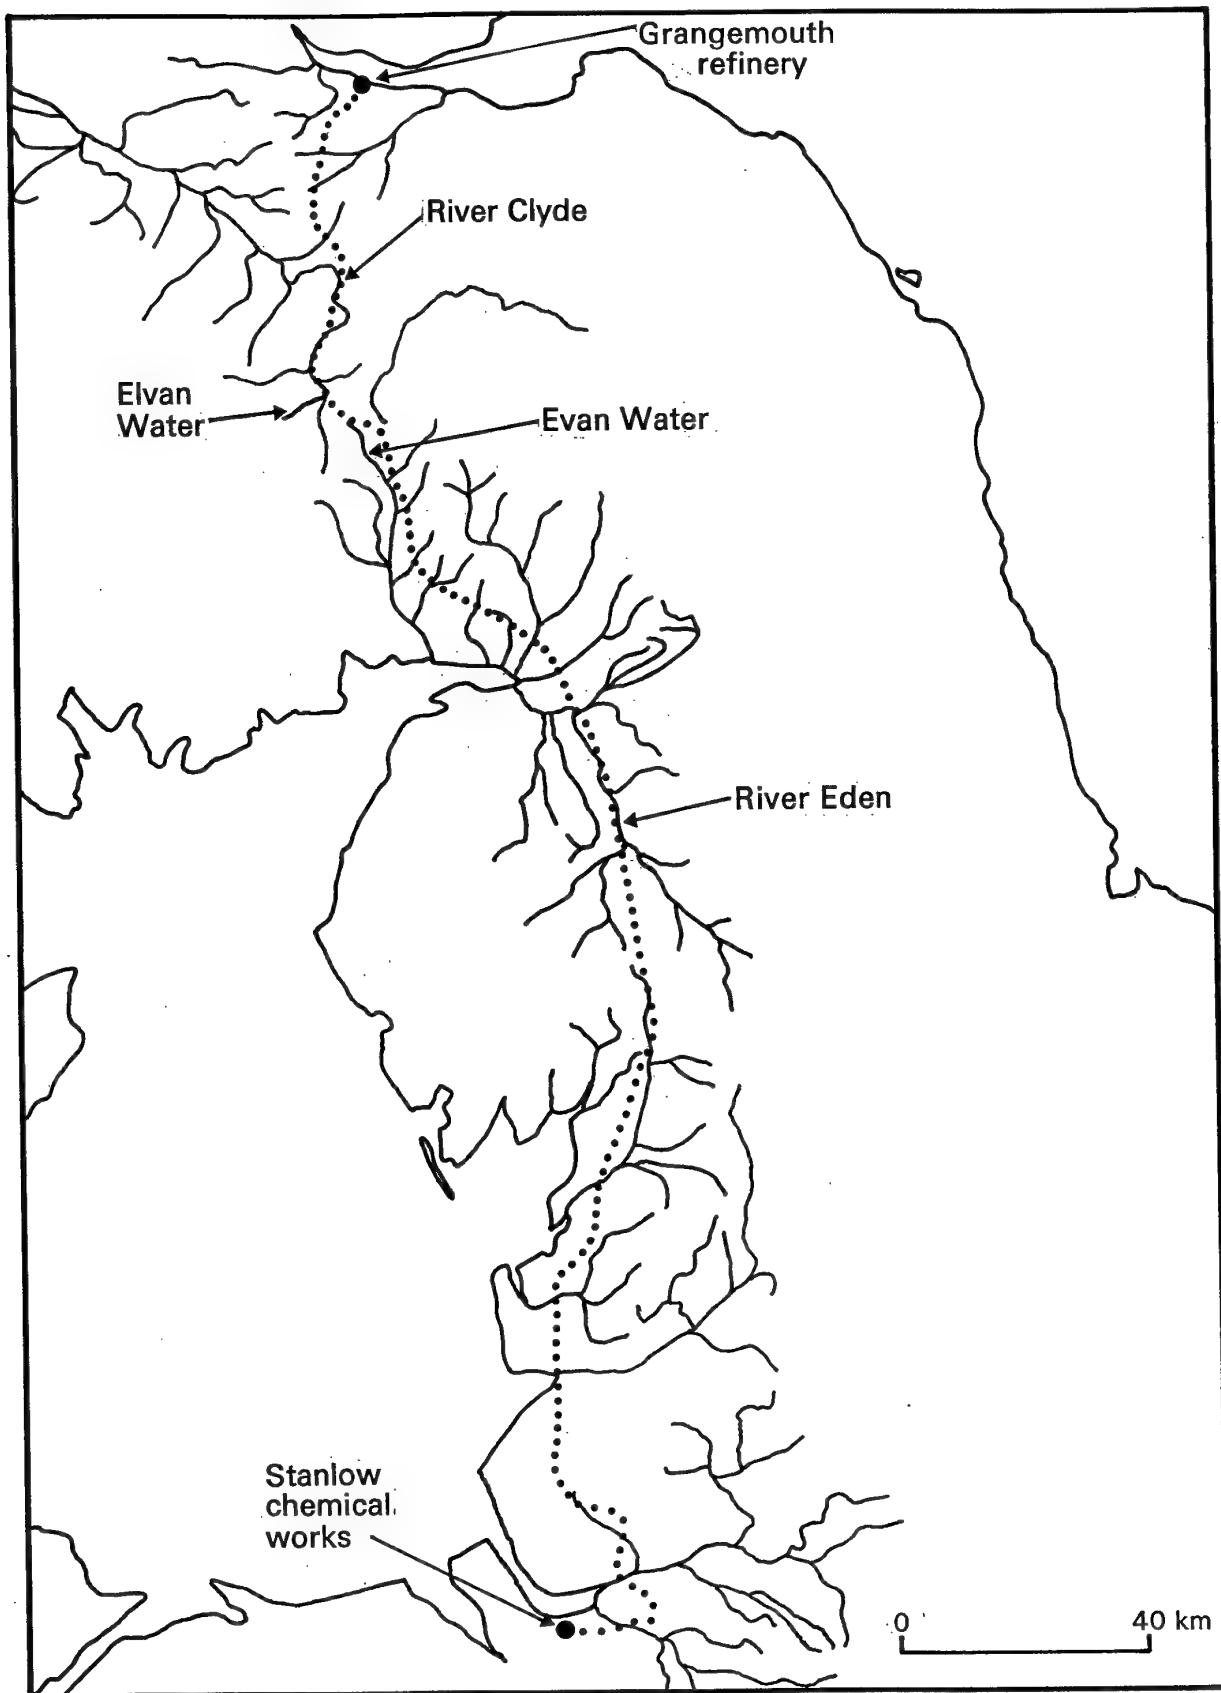 Grangemouth
refinery
River Clyde
Elvan
Water
Evan Water
River Eden
Stanlow
chemical
works
0
40 km